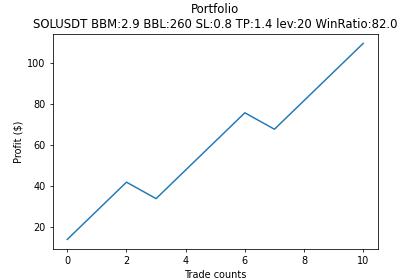 Portfolio
SOLUSDT BBM:2.9 BBL:260 SL:0.8 TP:1.4 lev:20 WinRatio:82.0
Profit ($)
100
80
60
40
20
0 2 4 6 8 10
Trade counts